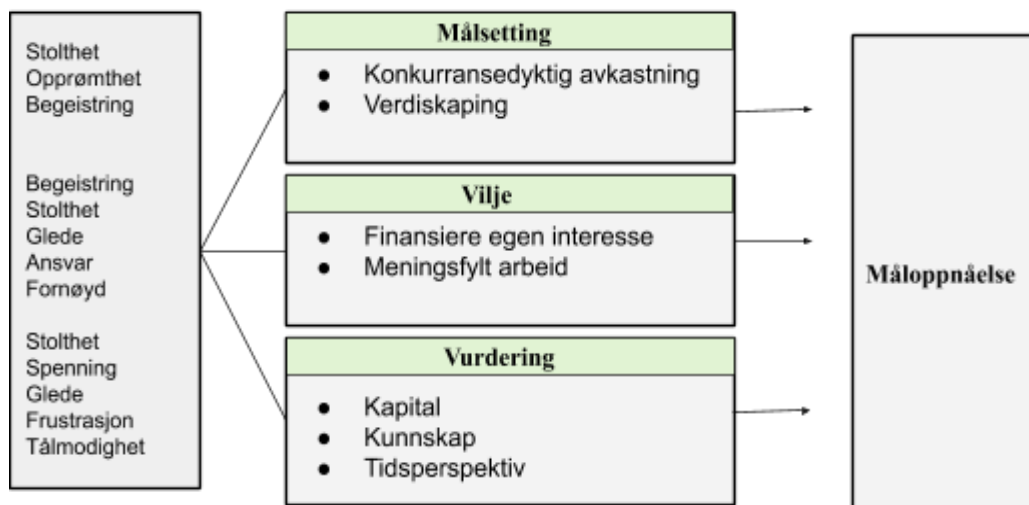 Stolthet
Opprømthet
Begeistring
Begeistring
Stolthet
Glede
Ansvar
Fornøyd
Stolthet
Spenning
Glede
Frustrasjon
Tålmodighet
Målsetting
● Konkurransedyktig avkastning
● Verdiskaping
Vilje
● Finansiere egen interesse
● Meningsfylt arbeid
Vurdering
● Kapital
● Kunnskap
● Tidsperspektiv
Måloppnåelse